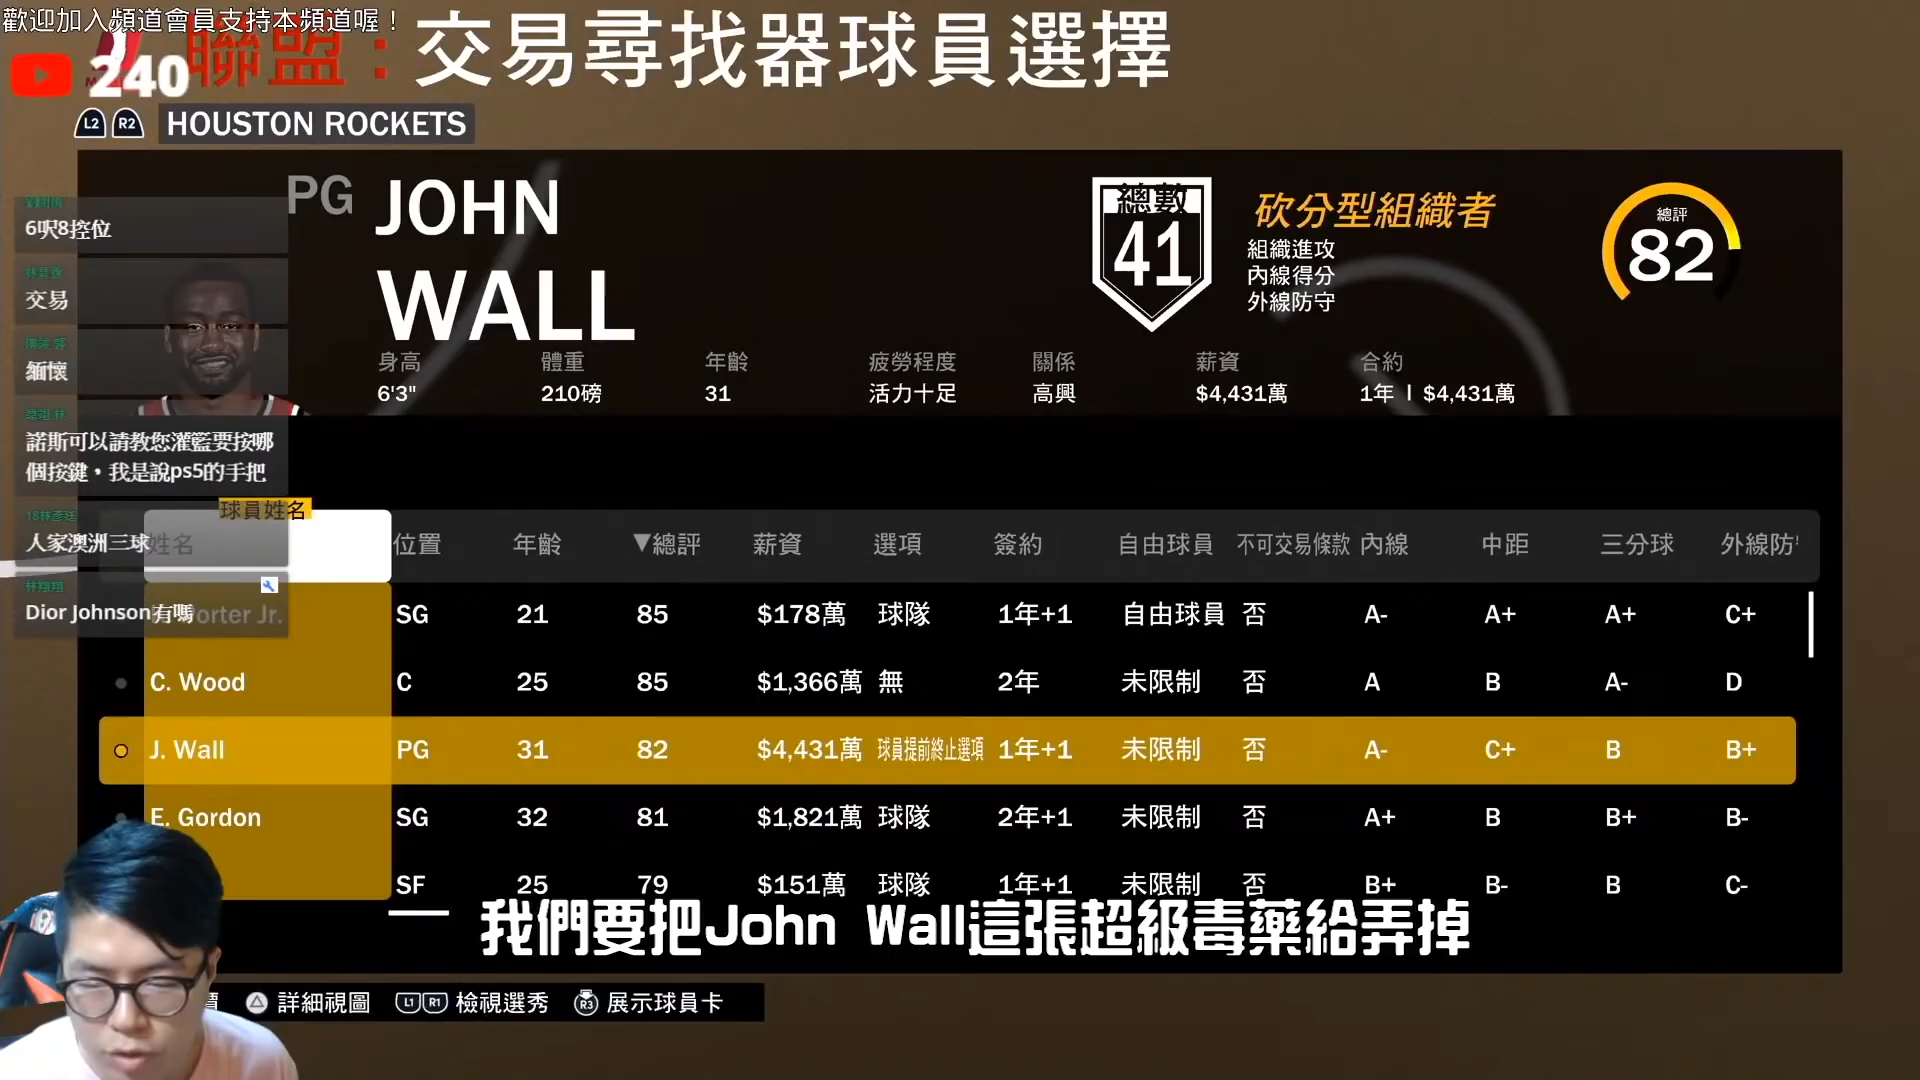 歡迎加入頻道會員支持本頻道喔！
聯盟：交易尋找器球員選擇
240
L2 R2 HOUSTON ROCKETS
PG JOHN
WALL
總數
41
砍分型組織者
組織進攻
內線得分
外線防守
總評
82
身高 體重 年齡 疲勞程度 關係 薪資 合約
6'3" 210磅 31 活力十足 高興 $4,431萬 1年 | $4,431萬
6呎8控位
交易
緬懷
諾斯可以請教您灌籃要按哪
個按鍵，我是說ps5的手把
人家澳洲三球
Dior Johnson有嗎
球員姓名
姓名 位置 年齡 ▼總評 薪資 選項 簽約 自由球員 不可交易條款 內線 中距 三分球 外線防
orter Jr. SG 21 85 $178萬 球隊 1年+1 自由球員 否 A- A+ A+ C+
C. Wood C 25 85 $1,366萬 無 2年 未限制 否 A B A- D
J. Wall PG 31 82 $4,431萬 球員提前終止選項 1年+1 未限制 否 A- C+ B B+
E. Gordon SG 32 81 $1,821萬 球隊 2年+1 未限制 否 A+ B B+ B-
SF 25 79 $151萬 球隊 1年+1 未限制 否 B+ B- B C-
我們要把John Wall這張超級毒藥給弄掉
詳細視圖 L1 R1 檢視選秀 R3 展示球員卡